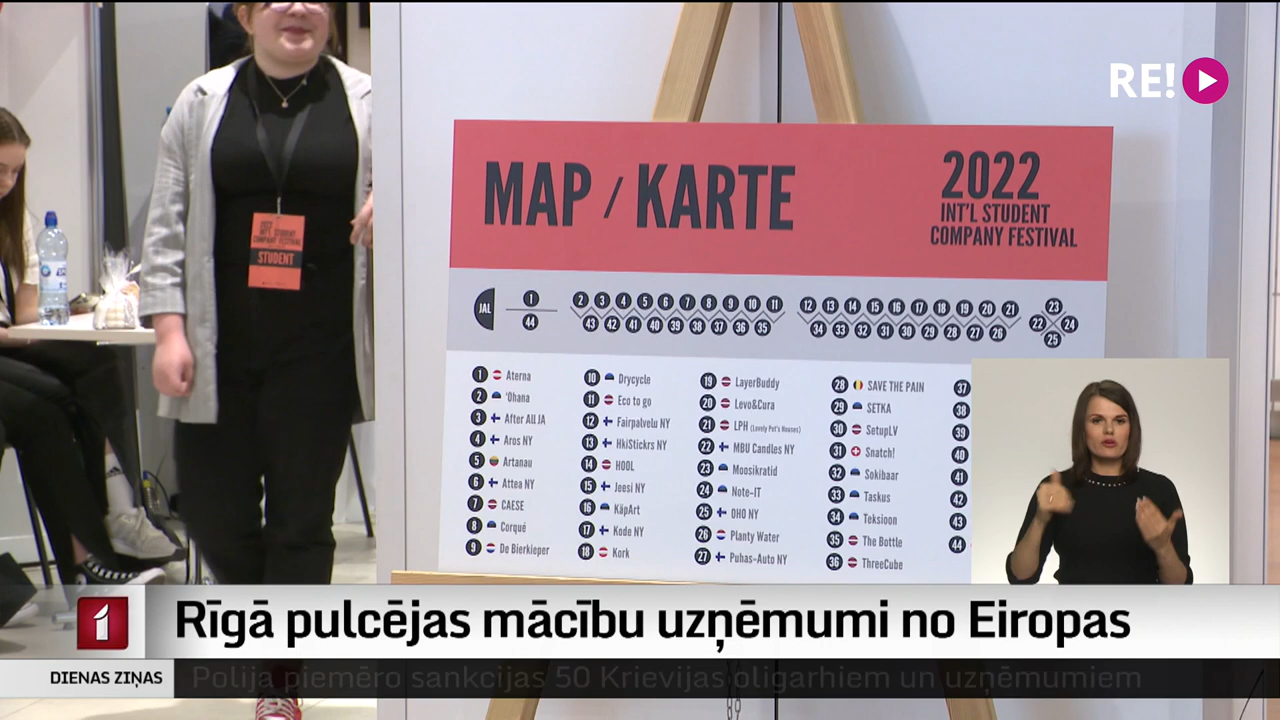 RE!
MAP / KARTE
2022
INT'L STUDENT
COMPANY FESTIVAL
2022
INT'L STUDENT
COMPANY FESTIVAL
STUDENT
JAL
1
44
2 3 4 5 6 7 8 9 10 11
43 42 41 40 39 38 37 36 35
12 13 14 15 16 17 18 19 20 21
34 33 32 31 30 29 28 27 26
23
22 24
25
1 Aterna
2 'Ohana
3 After All JA
4 Aros NY
5 Artanau
6 Attea NY
7 CAESE
8 Corqué
9 De Bierkieper
10 Drycycle
11 Eco to go
12 Fairpalvelu NY
13 HkiStickrs NY
14 HOOL
15 Jeesi NY
16 KäpArt
17 Kode NY
18 Kork
19 LayerBuddy
20 Levo&Cura
21 LPH (Lovely Pet's Houses)
22 MBU Candles NY
23 Moosikratid
24 Note-IT
25 OHO NY
26 Planty Water
27 Puhas-Auto NY
28 SAVE THE PAIN
29 SETKA
30 SetupLV
31 Snatch!
32 Sokibaar
33 Taskus
34 Teksioon
35 The Bottle
36 ThreeCube
37
38
39
40
41
42
43
44
1
Rīgā pulcējas mācību uzņēmumi no Eiropas
DIENAS ZIŅAS
Polija piemēro sankcijas 50 Krievijas oligarhiem un uzņēmumiem